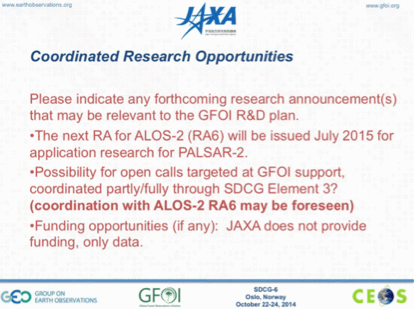 www.earthobservations.org
www.gfoi.org
JAXA
Coordinated Research Opportunities
Please indicate any forthcoming research announcement(s)
that may be relevant to the GFOI R&D plan.
•The next RA for ALOS-2 (RA6) will be issued July 2015 for
application research for PALSAR-2.
•Possibility for open calls targeted at GFOI support,
coordinated partly/fully through SDCG Element 3?
(coordination with ALOS-2 RA6 may be foreseen)
•Funding opportunities (if any):  JAXA does not provide
funding, only data.
GEO GROUP ON
EARTH OBSERVATIONS
GFOI
SDCG-6
Oslo, Norway
October 22-24, 2014
CEOS